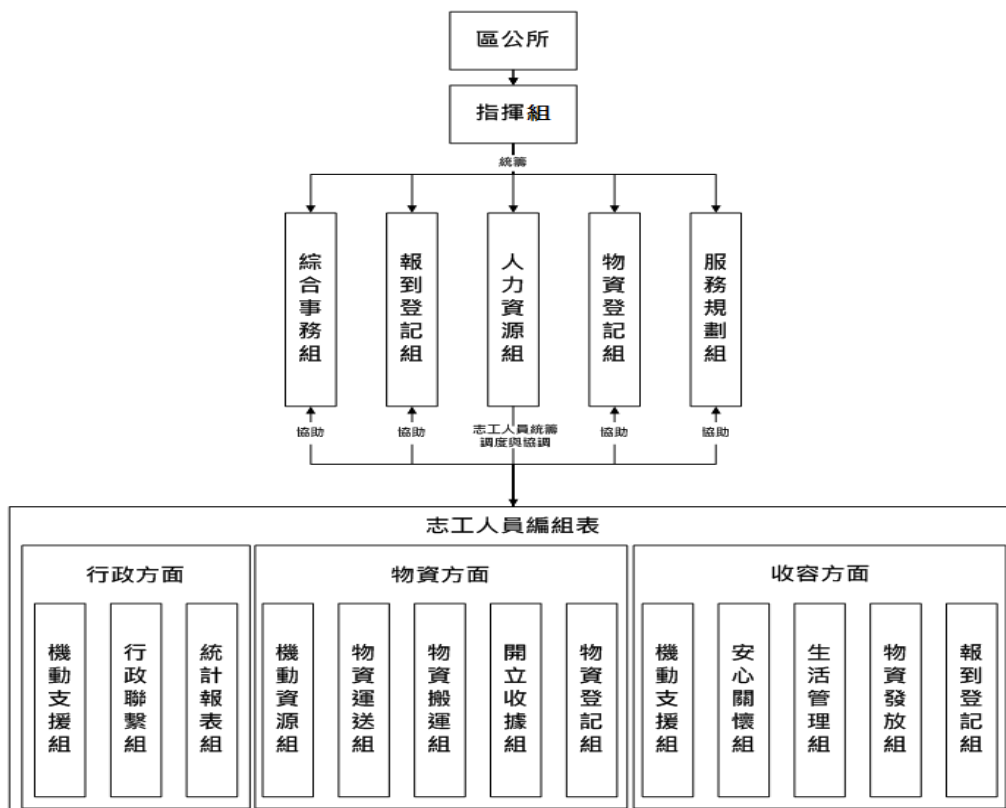 區公所
指揮組
統籌
綜合事務組
報到登記組
人力資源組
物資登記組
服務規劃組
協助
協助
志工人員統籌
調度與協調
協助
協助
志工人員編組表
行政方面
機動支援組
行政聯繫組
統計報表組
物資方面
機動資源組
物資運送組
物資搬運組
開立收據組
物資登記組
收容方面
機動支援組
安心關懷組
生活管理組
物資發放組
報到登記組